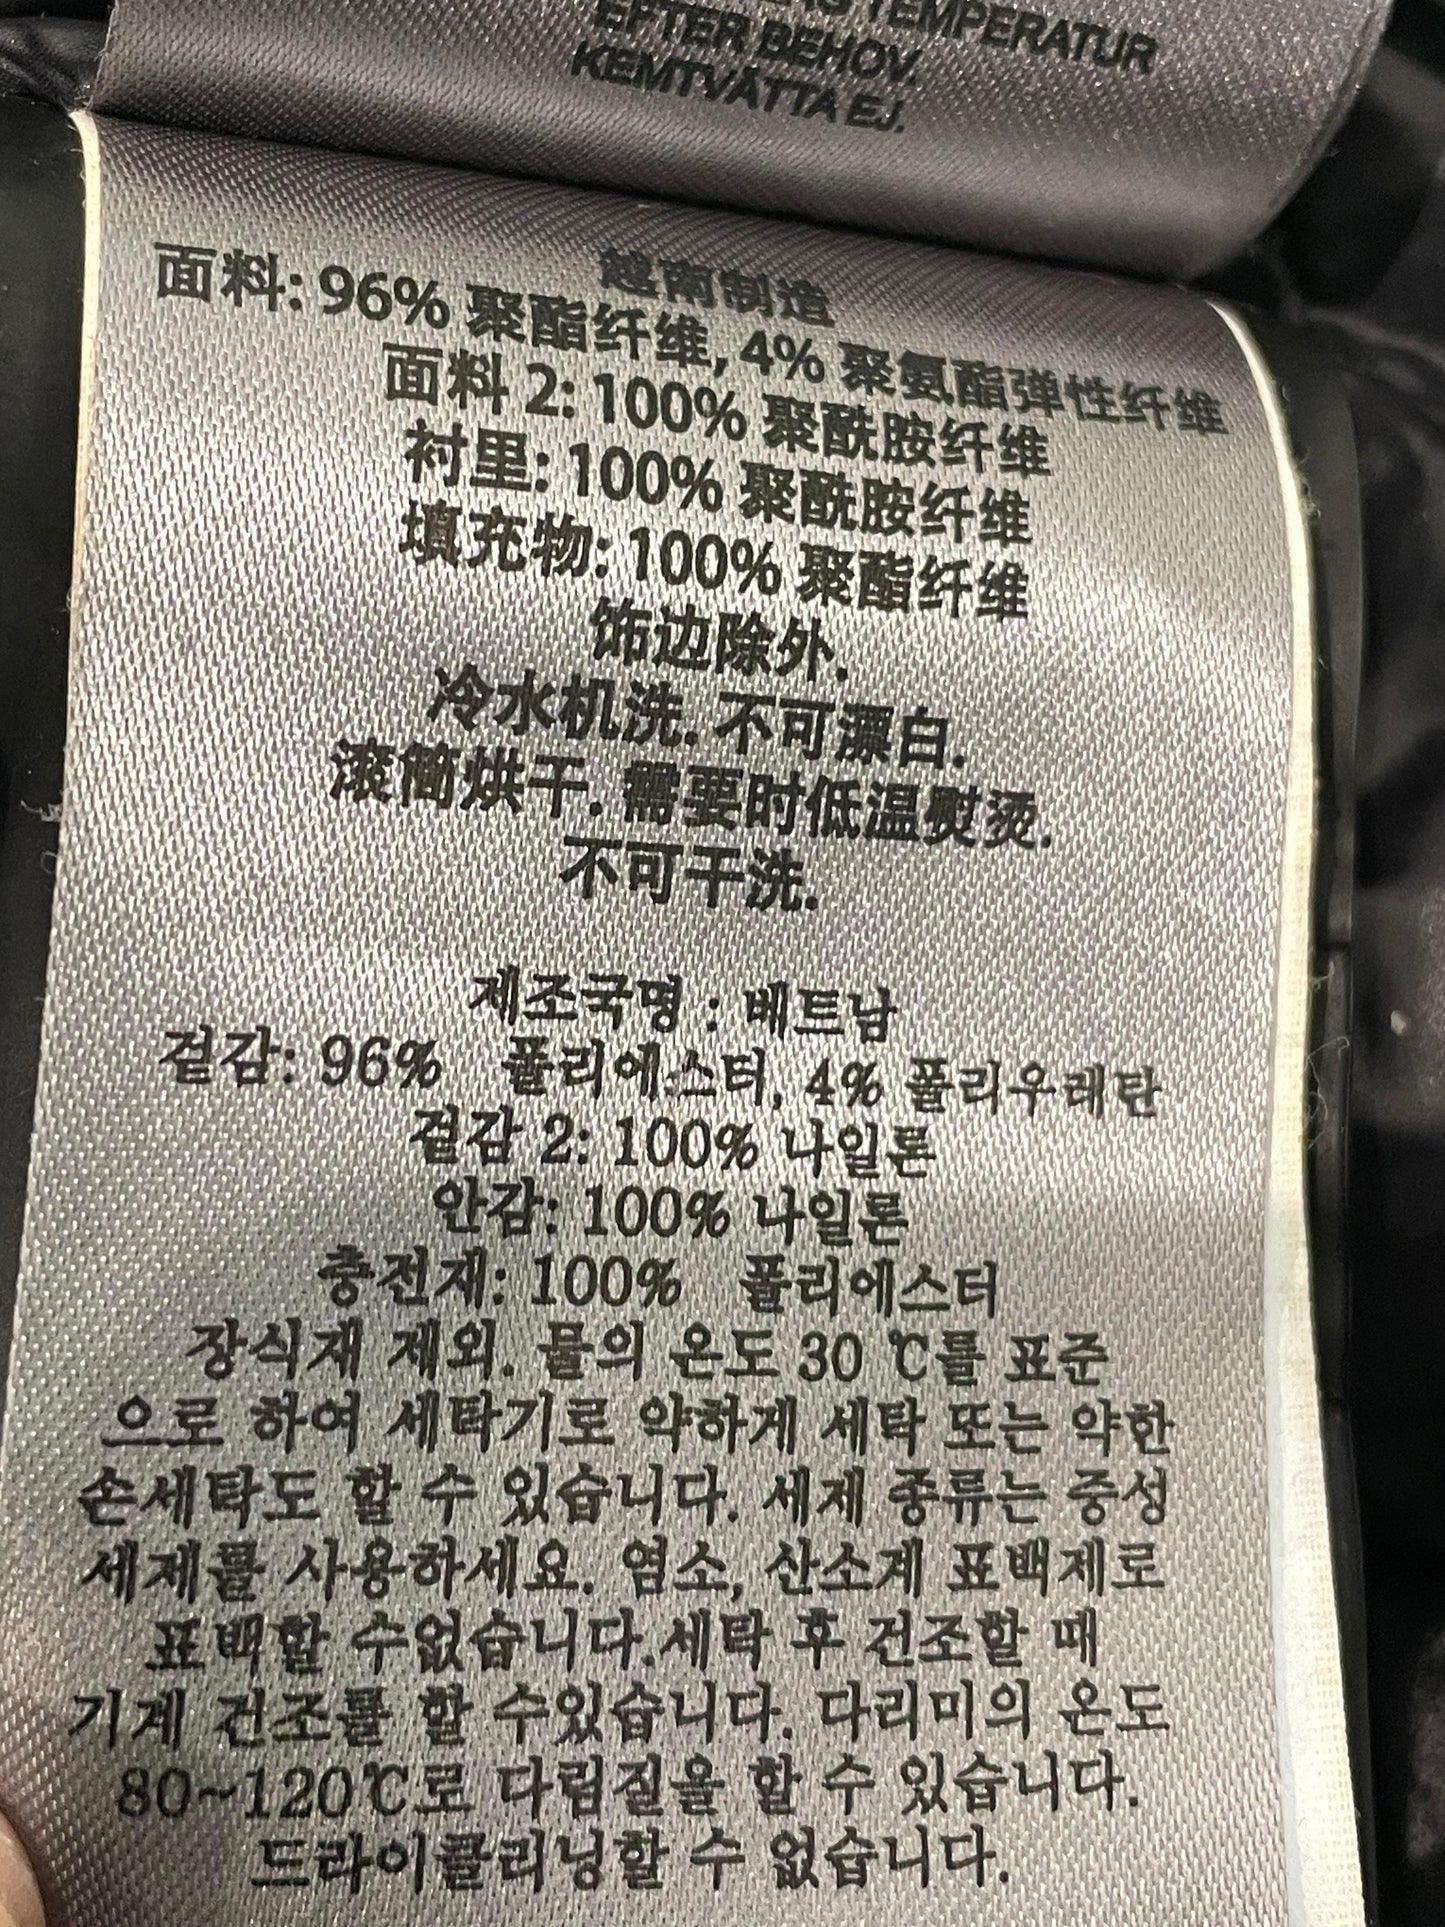 TEMPERATUR
EFTER BEHOV.
KEMTVÄTTA EJ.
越南制造
面料: 96% 聚酯纤维, 4% 聚氨酯弹性纤维
面料 2: 100% 聚酰胺纤维
衬里: 100% 聚酰胺纤维
填充物: 100% 聚酯纤维
饰边除外.
冷水机洗. 不可漂白.
滚筒烘干. 需要时低温熨烫.
不可干洗.
제조국명 : 베트남
겉감: 96% 폴리에스터, 4% 폴리우레탄
겉감 2: 100% 나일론
안감: 100% 나일론
충전재: 100% 폴리에스터
장식재 제외. 물의 온도 30 ℃를 표준
으로 하여 세탁기로 약하게 세탁 또는 약한
손세탁도 할 수 있습니다. 세제 종류는 중성
세제를 사용하세요. 염소, 산소계 표백제로
표백할 수없습니다.세탁 후 건조할 때
기계 건조를 할 수있습니다. 다리미의 온도
80~120℃로 다림질을 할 수 있습니다.
드라이클리닝할 수 없습니다.